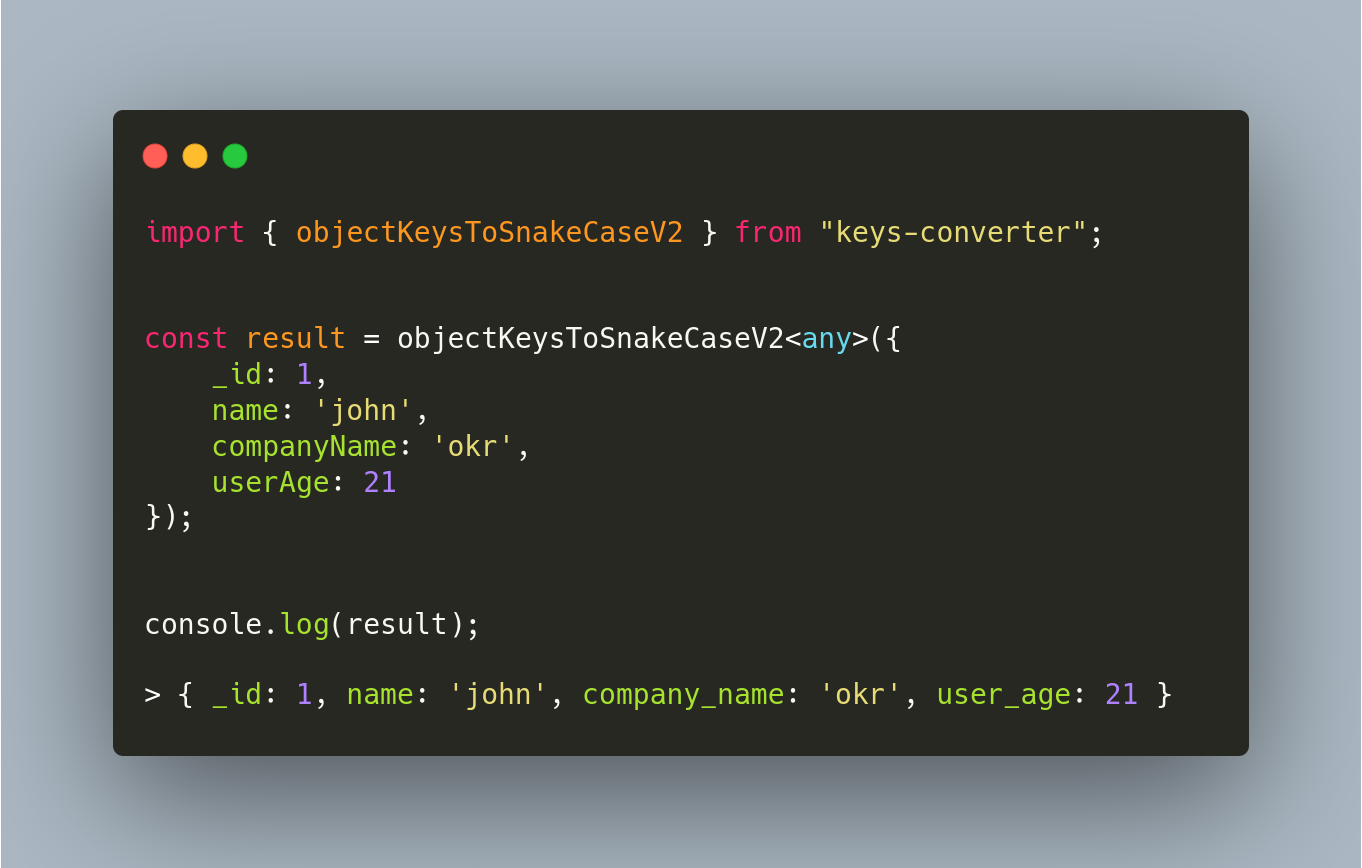 import { objectKeysToSnakeCaseV2 } from "keys-converter";
const result = objectKeysToSnakeCaseV2<any>({
    _id: 1,
    name: 'john',
    companyName: 'okr',
    userAge: 21
});
console.log(result);
> { _id: 1, name: 'john', company_name: 'okr', user_age: 21 }